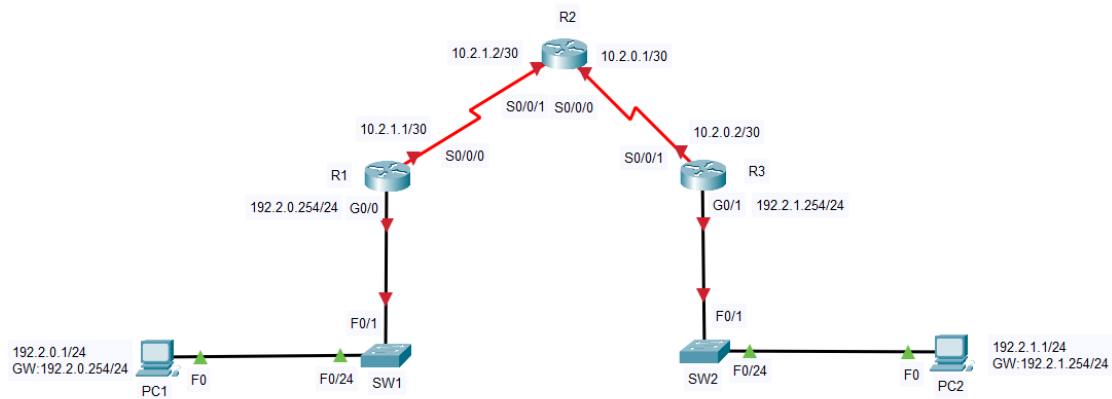 R2
10.2.1.2/30
10.2.0.1/30
S0/0/1
S0/0/0
10.2.1.1/30
10.2.0.2/30
S0/0/0
S0/0/1
R1
R3
192.2.0.254/24
G0/0
G0/1
192.2.1.254/24
F0/1
F0/1
192.2.0.1/24
GW:192.2.0.254/24
F0
PC1
F0/24
SW1
SW2
F0/24
F0
PC2
192.2.1.1/24
GW:192.2.1.254/24